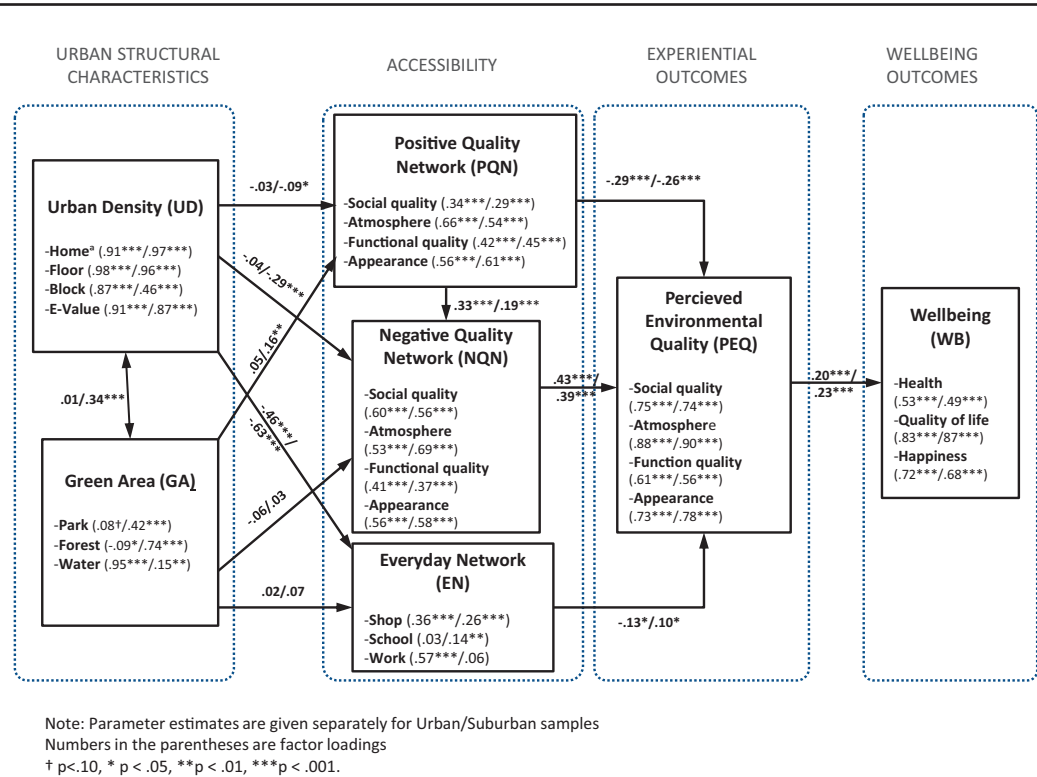 URBAN STRUCTURAL
CHARACTERISTICS
ACCESSIBILITY
EXPERIENTIAL
OUTCOMES
WELLBEING
OUTCOMES
Urban Density (UD)
-Homeᵃ (.91***/.97***)
-Floor (.98***/.96***)
-Block (.87***/.46***)
-E-Value (.91***/.87***)
.01/.34***
Green Area (GA)
-Park (.08†/.42***)
-Forest (-.09*/.74***)
-Water (.95***/.15**)
-.03/-.09*
-.04/-.29***
.05/.16**
-.46***/
-.63***
-.06/.03
.02/.07
Positive Quality
Network (PQN)
-Social quality (.34***/.29***)
-Atmosphere (.66***/.54***)
-Functional quality (.42***/.45***)
-Appearance (.56***/.61***)
.33***/.19***
Negative Quality
Network (NQN)
-Social quality
(.60***/.56***)
-Atmosphere
(.53***/.69***)
-Functional quality
(.41***/.37***)
-Appearance
(.56***/.58***)
Everyday Network
(EN)
-Shop (.36***/.26***)
-School (.03/.14**)
-Work (.57***/.06)
-.29***/-.26***
.43***/
.39***
-.13*/.10*
Percieved
Environmental
Quality (PEQ)
-Social quality
(.75***/.74***)
-Atmosphere
(.88***/.90***)
-Function quality
(.61***/.56***)
-Appearance
(.73***/.78***)
.20***/
.23***
Wellbeing
(WB)
-Health
(.53***/.49***)
-Quality of life
(.83***/87***)
-Happiness
(.72***/.68***)
Note: Parameter estimates are given separately for Urban/Suburban samples
Numbers in the parentheses are factor loadings
† p<.10, * p < .05, **p < .01, ***p < .001.